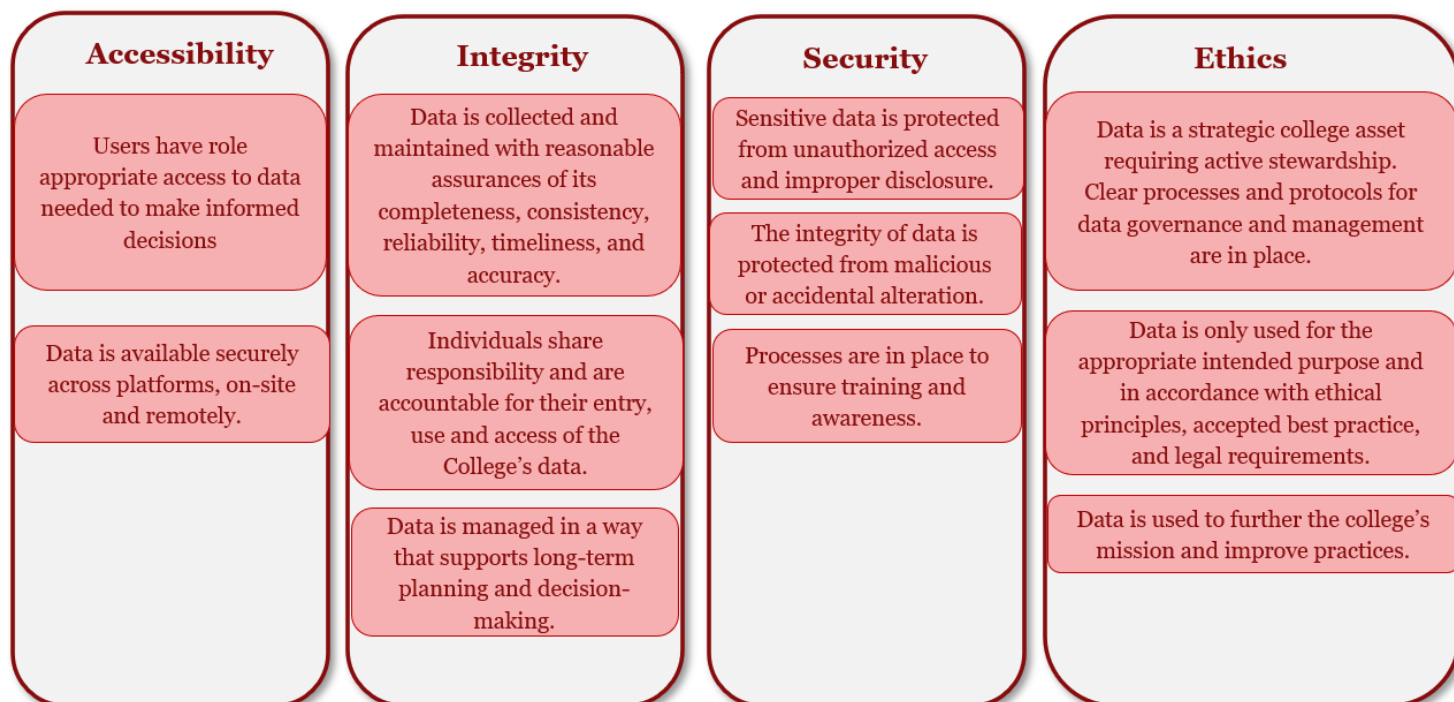 Accessibility
Users have role
appropriate access to data
needed to make informed
decisions
Data is available securely
across platforms, on-site
and remotely.
Integrity
Data is collected and
maintained with reasonable
assurances of its
completeness, consistency,
reliability, timeliness, and
accuracy.
Individuals share
responsibility and are
accountable for their entry,
use and access of the
College’s data.
Data is managed in a way
that supports long-term
planning and decision-
making.
Security
Sensitive data is protected
from unauthorized access
and improper disclosure.
The integrity of data is
protected from malicious
or accidental alteration.
Processes are in place to
ensure training and
awareness.
Ethics
Data is a strategic college asset
requiring active stewardship.
Clear processes and protocols for
data governance and management
are in place.
Data is only used for the
appropriate intended purpose and
in accordance with ethical
principles, accepted best practice,
and legal requirements.
Data is used to further the college’s
mission and improve practices.